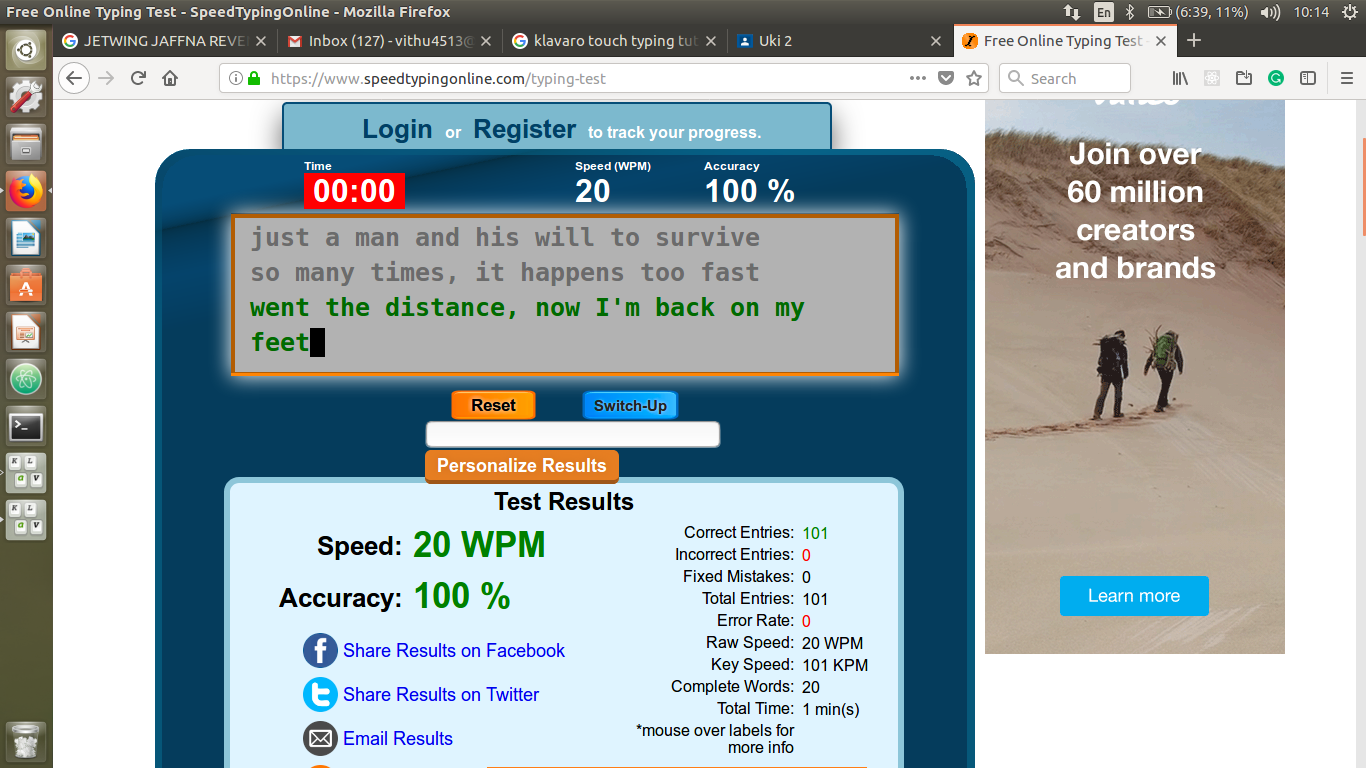 Free Online Typing Test - SpeedTypingOnline - Mozilla Firefox
En
(6:39, 11%)
10:14
JETWING JAFFNA REVE
Inbox (127) - vithu4513@
klavaro touch typing tut
Uki 2
Free Online Typing Test -
https://www.speedtypingonline.com/typing-test
Search
Login or Register to track your progress.
Time
Speed (WPM)
Accuracy
00:00
20
100 %
just a man and his will to survive
so many times, it happens too fast
went the distance, now I'm back on my
feet
Reset
Switch-Up
Personalize Results
Test Results
Speed: 20 WPM
Accuracy: 100 %
Share Results on Facebook
Share Results on Twitter
Email Results
Correct Entries: 101
Incorrect Entries: 0
Fixed Mistakes: 0
Total Entries: 101
Error Rate: 0
Raw Speed: 20 WPM
Key Speed: 101 KPM
Complete Words: 20
Total Time: 1 min(s)
*mouse over labels for
more info
Join over
60 million
creators
and brands
Learn more